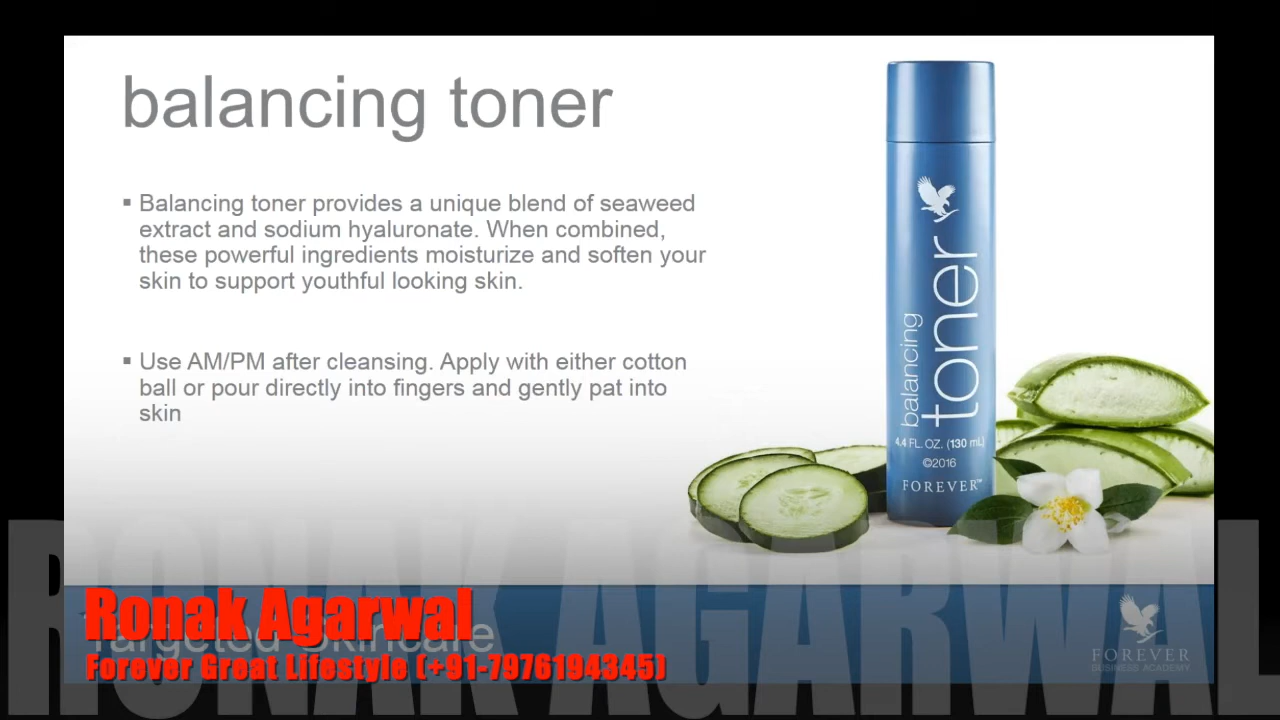 balancing toner
▪ Balancing toner provides a unique blend of seaweed
extract and sodium hyaluronate. When combined,
these powerful ingredients moisturize and soften your
skin to support youthful looking skin.
▪ Use AM/PM after cleansing. Apply with either cotton
ball or pour directly into fingers and gently pat into
skin
balancing
toner
4.4 FL. OZ. (130 mL)
©2016
FOREVER™
RONAK AGARWAL
Ronak Agarwal
Targeted Skincare
Forever Great Lifestyle (+91-7976194345)
FOREVER
BUSINESS ACADEMY